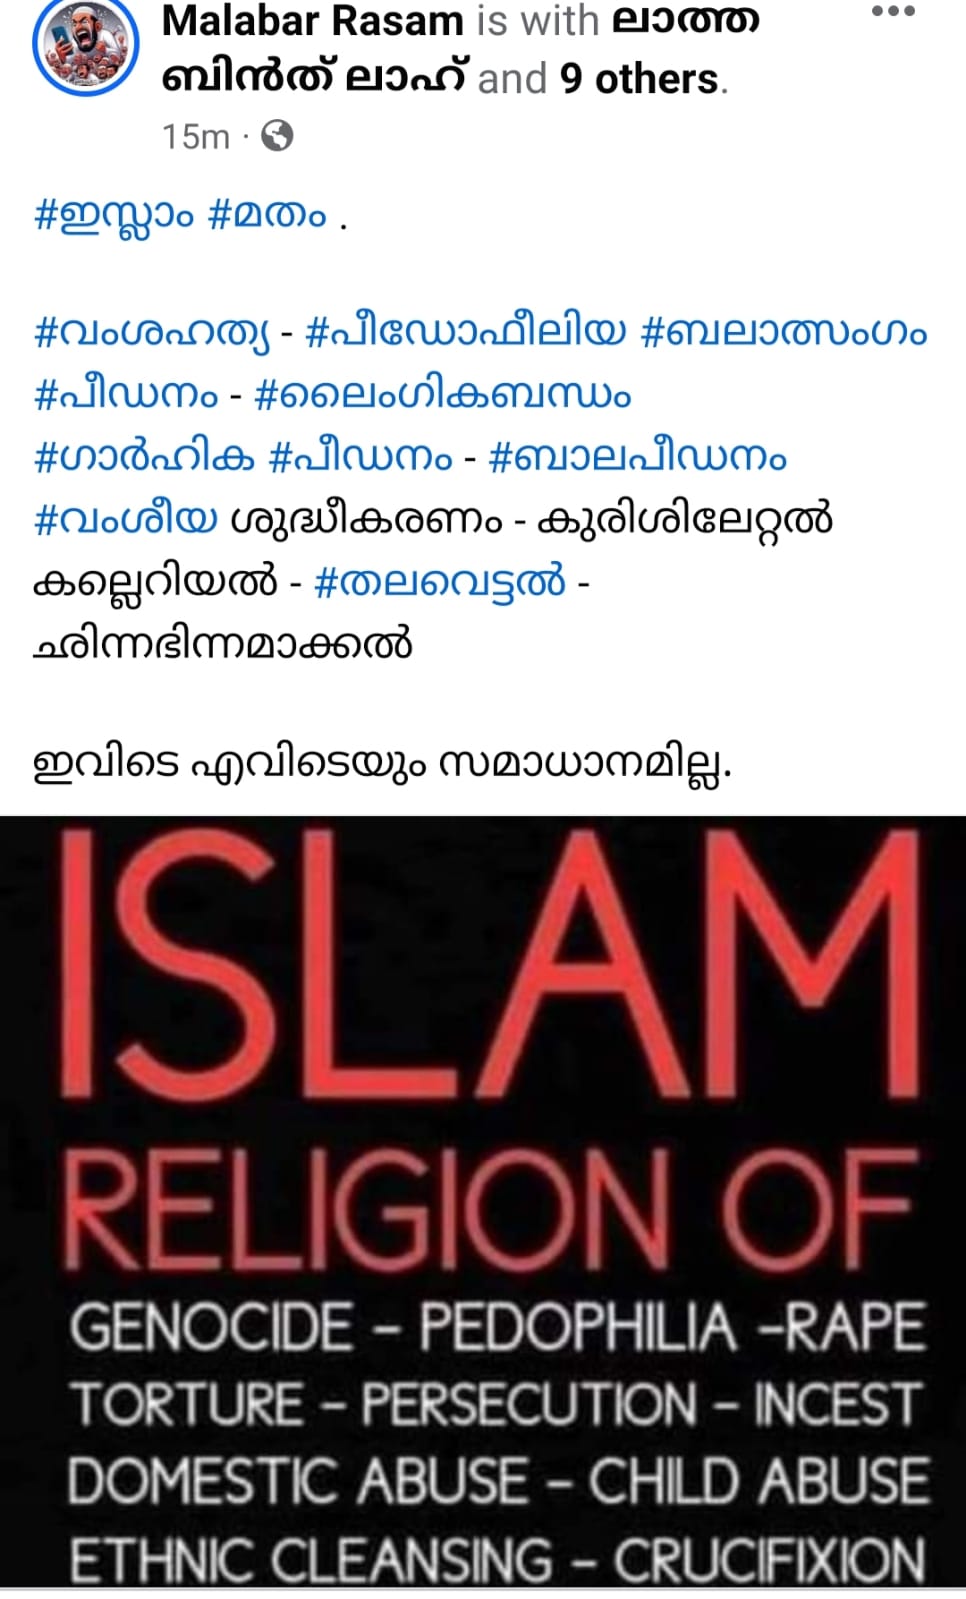 Malabar Rasam is with ലാത്ത
ബിൻത് ലാഹ് and 9 others.
15m ·
#ഇസ്ലാം #മതം .
#വംശഹത്യ - #പീഡോഫീലിയ #ബലാത്സംഗം
#പീഡനം - #ലൈംഗികബന്ധം
#ഗാർഹിക #പീഡനം - #ബാലപീഡനം
#വംശീയ ശുദ്ധീകരണം - കുരിശിലേറ്റൽ
കല്ലെറിയൽ - #തലവെട്ടൽ -
ഛിന്നഭിന്നമാക്കൽ
ഇവിടെ എവിടെയും സമാധാനമില്ല.
ISLAM
RELIGION OF
GENOCIDE – PEDOPHILIA –RAPE
TORTURE – PERSECUTION – INCEST
DOMESTIC ABUSE – CHILD ABUSE
ETHNIC CLEANSING – CRUCIFIXION